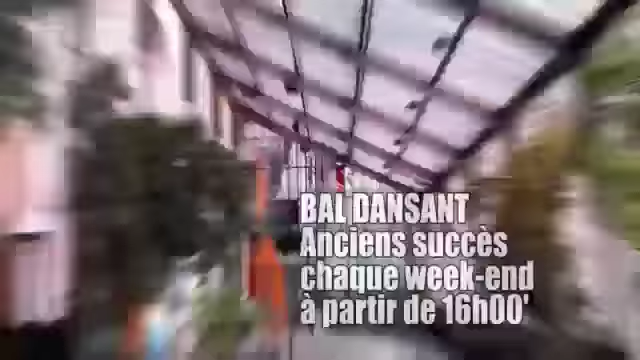 BAL DANSANT
Anciens succès
chaque week-end
à partir de 16h00'